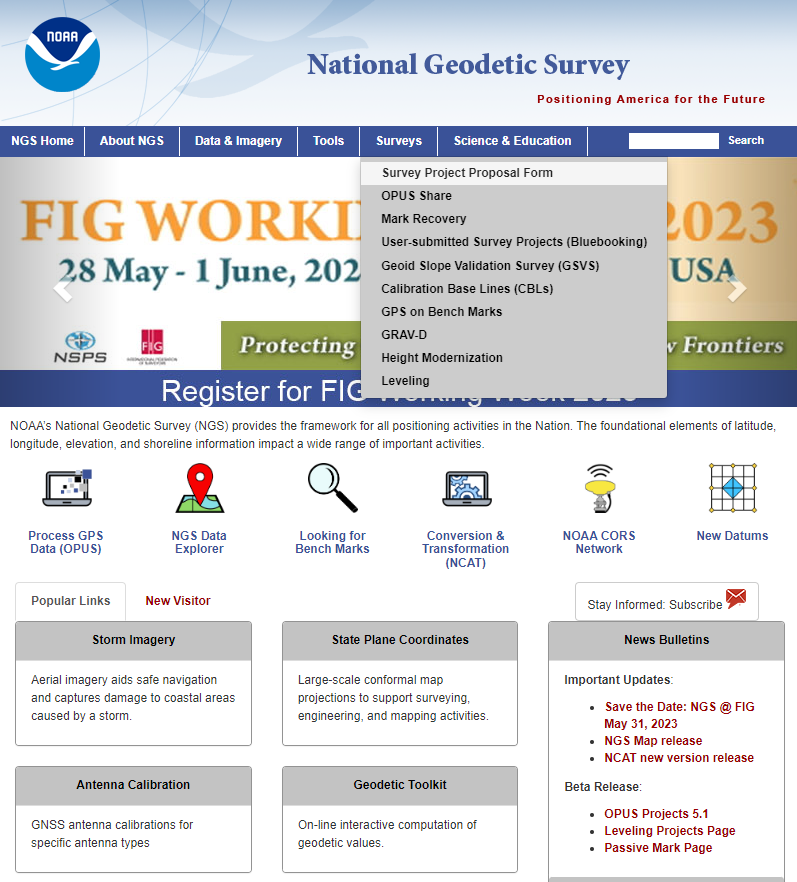 NOAA
National Geodetic Survey
Positioning America for the Future
NGS Home About NGS Data & Imagery Tools Surveys Science & Education Search
Survey Project Proposal Form
OPUS Share
Mark Recovery
User-submitted Survey Projects (Bluebooking)
Geoid Slope Validation Survey (GSVS)
Calibration Base Lines (CBLs)
GPS on Bench Marks
GRAV-D
Height Modernization
Leveling
FIG 2023
28 May - 1 June, USA
NSPS FIG Protecting Frontiers
Register for FIG Working Week 2023
NOAA's National Geodetic Survey (NGS) provides the framework for all positioning activities in the Nation. The foundational elements of latitude,
longitude, elevation, and shoreline information impact a wide range of important activities.
Process GPS
Data (OPUS)
NGS Data
Explorer
Looking for
Bench Marks
Conversion &
Transformation
(NCAT)
NOAA CORS
Network
New Datums
Popular Links New Visitor
Stay Informed: Subscribe
Storm Imagery
Aerial imagery aids safe navigation
and captures damage to coastal areas
caused by a storm.
State Plane Coordinates
Large-scale conformal map
projections to support surveying,
engineering, and mapping activities.
Antenna Calibration
GNSS antenna calibrations for
specific antenna types
Geodetic Toolkit
On-line interactive computation of
geodetic values.
News Bulletins
Important Updates:
Save the Date: NGS @ FIG
May 31, 2023
NGS Map release
NCAT new version release
Beta Release:
OPUS Projects 5.1
Leveling Projects Page
Passive Mark Page